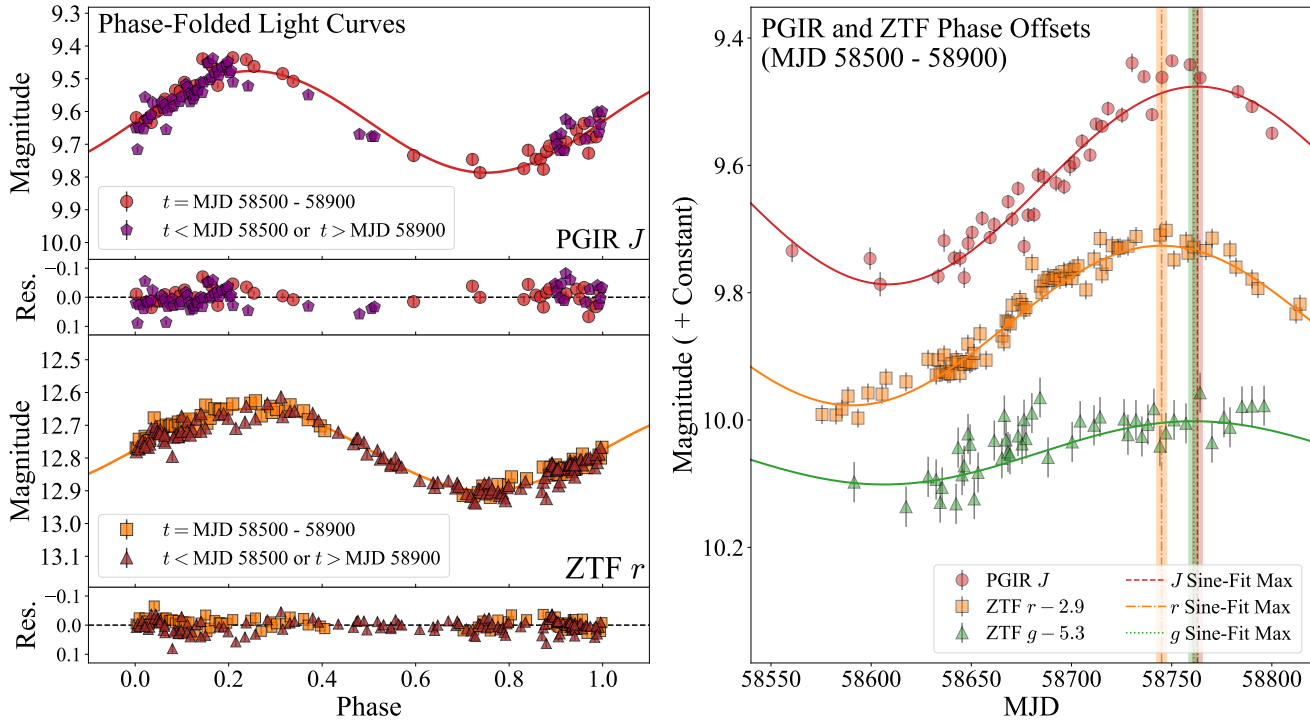 Phase-Folded Light Curves
9.3
9.4
9.5
9.6
9.7
9.8
9.9
10.0
Magnitude
t = MJD 58500 - 58900
t < MJD 58500 or t > MJD 58900
PGIR J
−0.1
0.0
0.1
Res.
12.5
12.6
12.7
12.8
12.9
13.0
13.1
Magnitude
t = MJD 58500 - 58900
t < MJD 58500 or t > MJD 58900
ZTF r
−0.1
0.0
0.1
Res.
0.0 0.2 0.4 0.6 0.8 1.0
Phase
PGIR and ZTF Phase Offsets
(MJD 58500 - 58900)
9.4
9.6
9.8
10.0
10.2
Magnitude ( + Constant)
PGIR J
ZTF r − 2.9
ZTF g − 5.3
J Sine-Fit Max
r Sine-Fit Max
g Sine-Fit Max
58550 58600 58650 58700 58750 58800
MJD